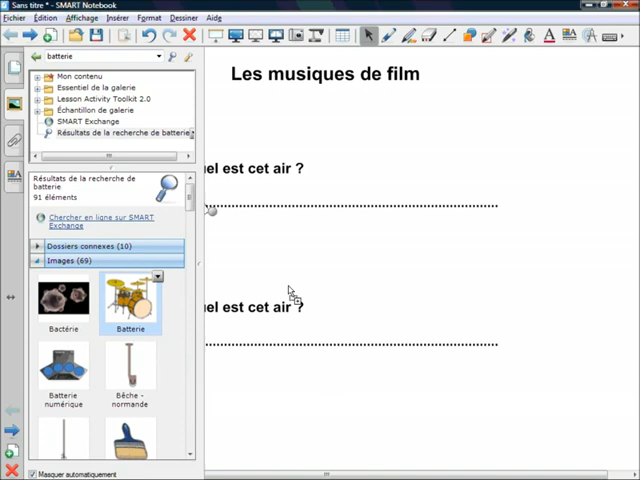 Sans titre * - SMART Notebook
Fichier Edition Affichage Insérer Format Dessiner Aide
batterie
Mon contenu
Essentiel de la galerie
Lesson Activity Toolkit 2.0
Échantillon de galerie
SMART Exchange
Résultats de la recherche de batterie
Résultats de la recherche de
batterie
91 éléments
Chercher en ligne sur SMART
Exchange
Dossiers connexes (10)
Images (69)
Bactérie
Batterie
Batterie
numérique
Bêche -
normande
Masquer automatiquement
Les musiques de film
uel est cet air ?
uel est cet air ?